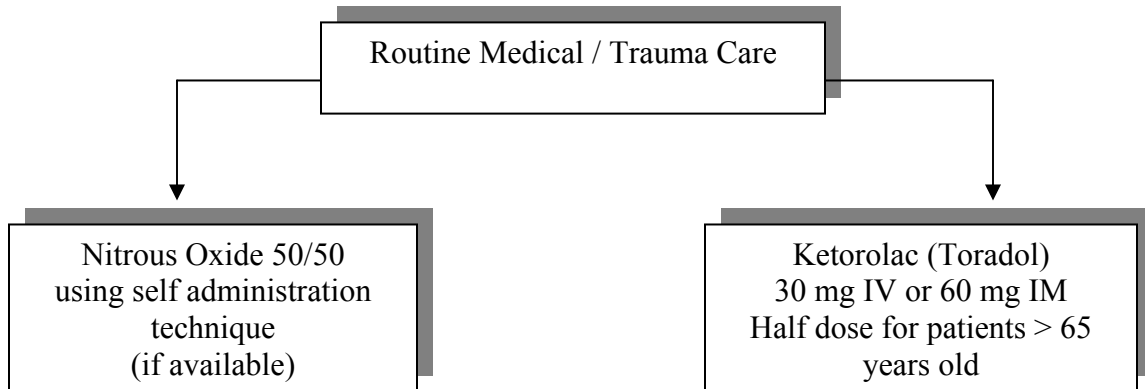 Routine Medical / Trauma Care
Nitrous Oxide 50/50
using self administration
technique
(if available)
Ketorolac (Toradol)
30 mg IV or 60 mg IM
Half dose for patients > 65
years old